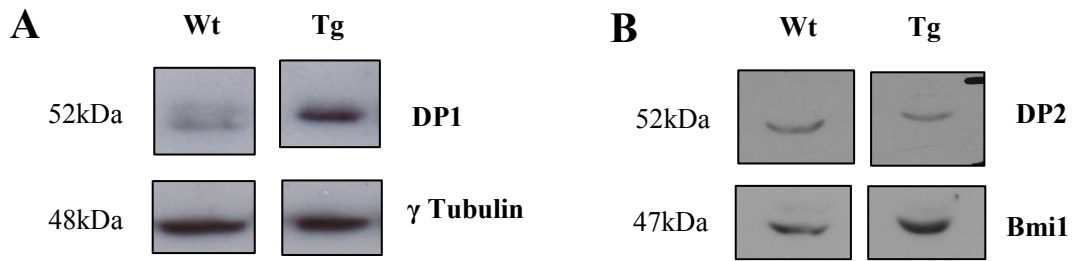 A
Wt Tg
52kDa DP1
48kDa γ Tubulin
B
Wt Tg
52kDa DP2
47kDa Bmi1